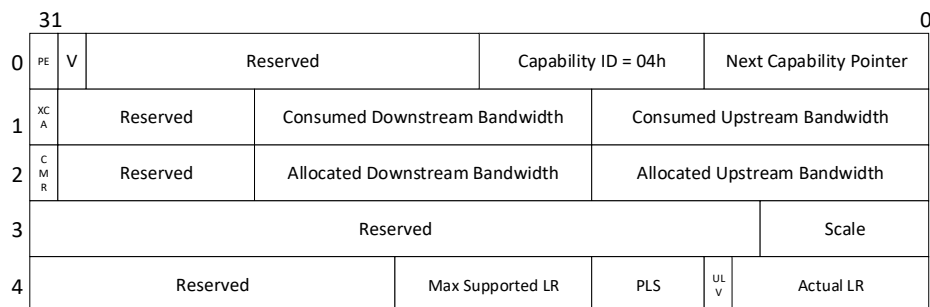 31 0
0 PE V Reserved Capability ID = 04h Next Capability Pointer
1 XC A Reserved Consumed Downstream Bandwidth Consumed Upstream Bandwidth
2 C M R Reserved Allocated Downstream Bandwidth Allocated Upstream Bandwidth
3 Reserved Scale
4 Reserved Max Supported LR PLS UL V Actual LR